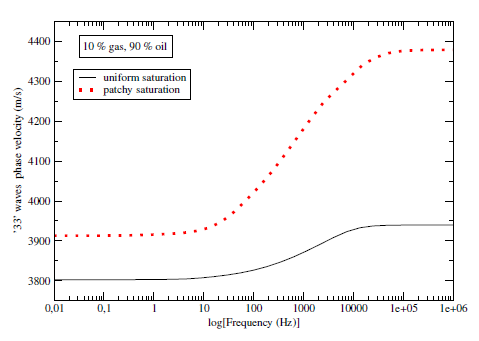 10 % gas, 90 % oil
uniform saturation
patchy saturation
'33' waves phase velocity (m/s)
4400
4300
4200
4100
4000
3900
3800
0,01 0,1 1 10 100 1000 10000 1e+05 1e+06
log[Frequency (Hz)]